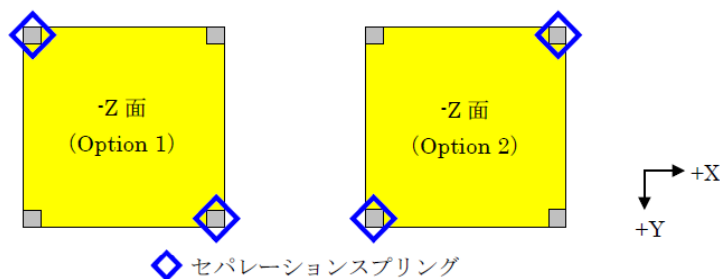 -Z 面
(Option 1)
-Z 面
(Option 2)
+X
+Y
セパレーションスプリング